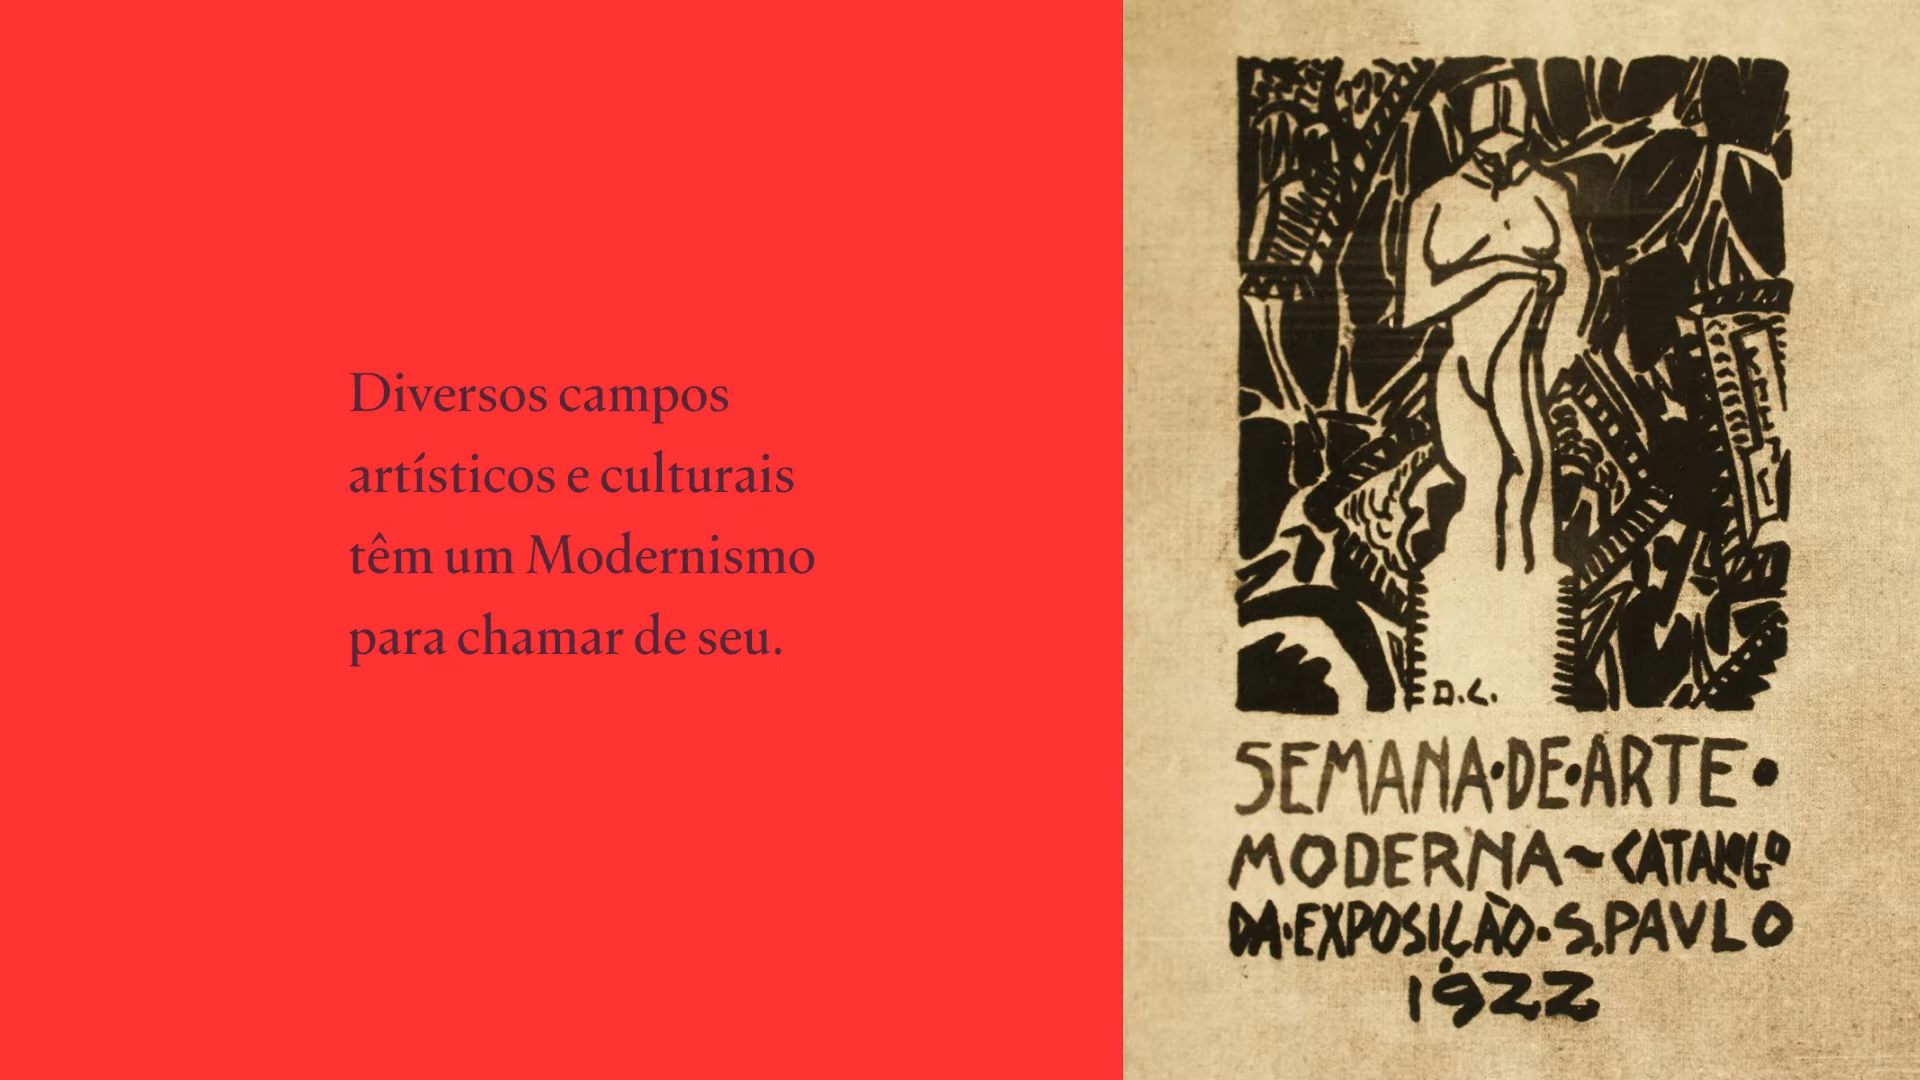 Diversos campos
artísticos e culturais
têm um Modernismo
para chamar de seu.
D.C.
SEMANA·DE·ARTE·
MODERNA~CATALOGO
DA·EXPOSIÇÃO·S.PAVLO
1922